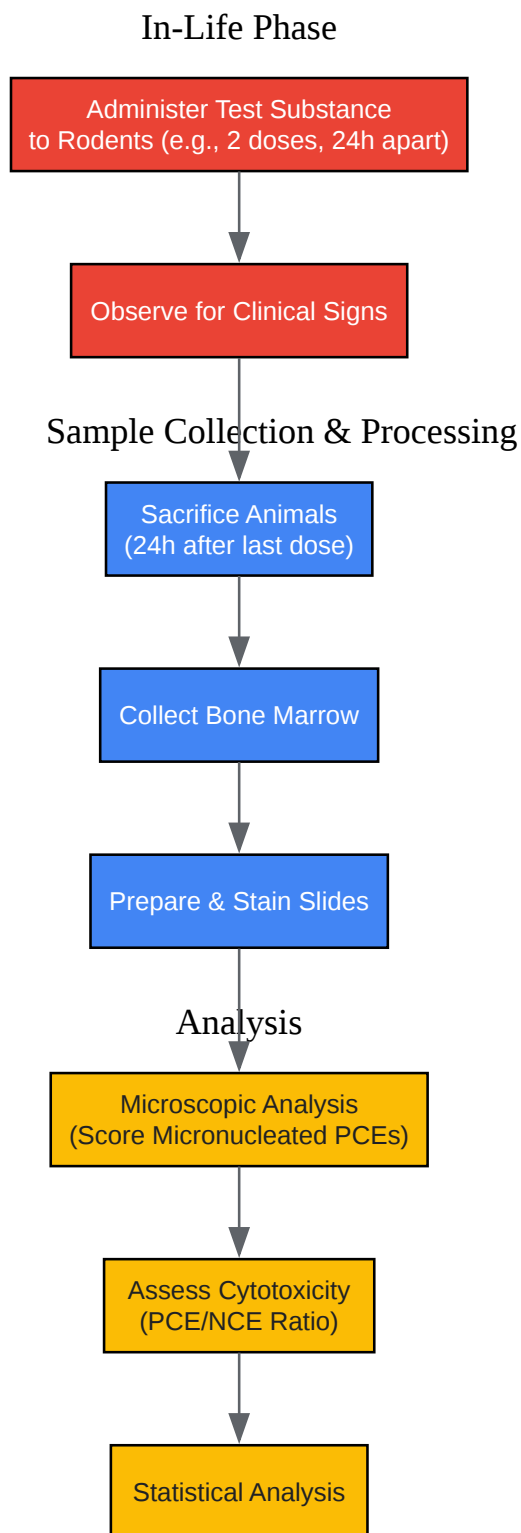 In-Life Phase
Administer Test Substance
to Rodents (e.g., 2 doses, 24h apart)
Observe for Clinical Signs
Sample Collection & Processing
Sacrifice Animals
(24h after last dose)
Collect Bone Marrow
Prepare & Stain Slides
Analysis
Microscopic Analysis
(Score Micronucleated PCEs)
Assess Cytotoxicity
(PCE/NCE Ratio)
Statistical Analysis